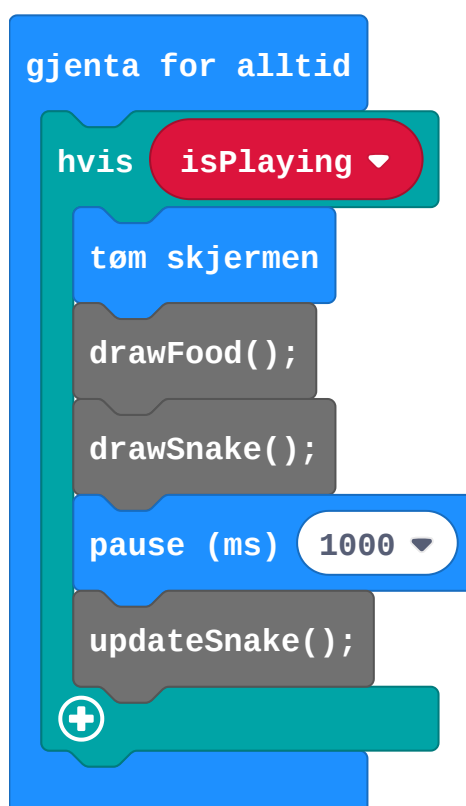 gjenta for alltid
hvis isPlaying
tøm skjermen
drawFood();
drawSnake();
pause (ms) 1000
updateSnake();